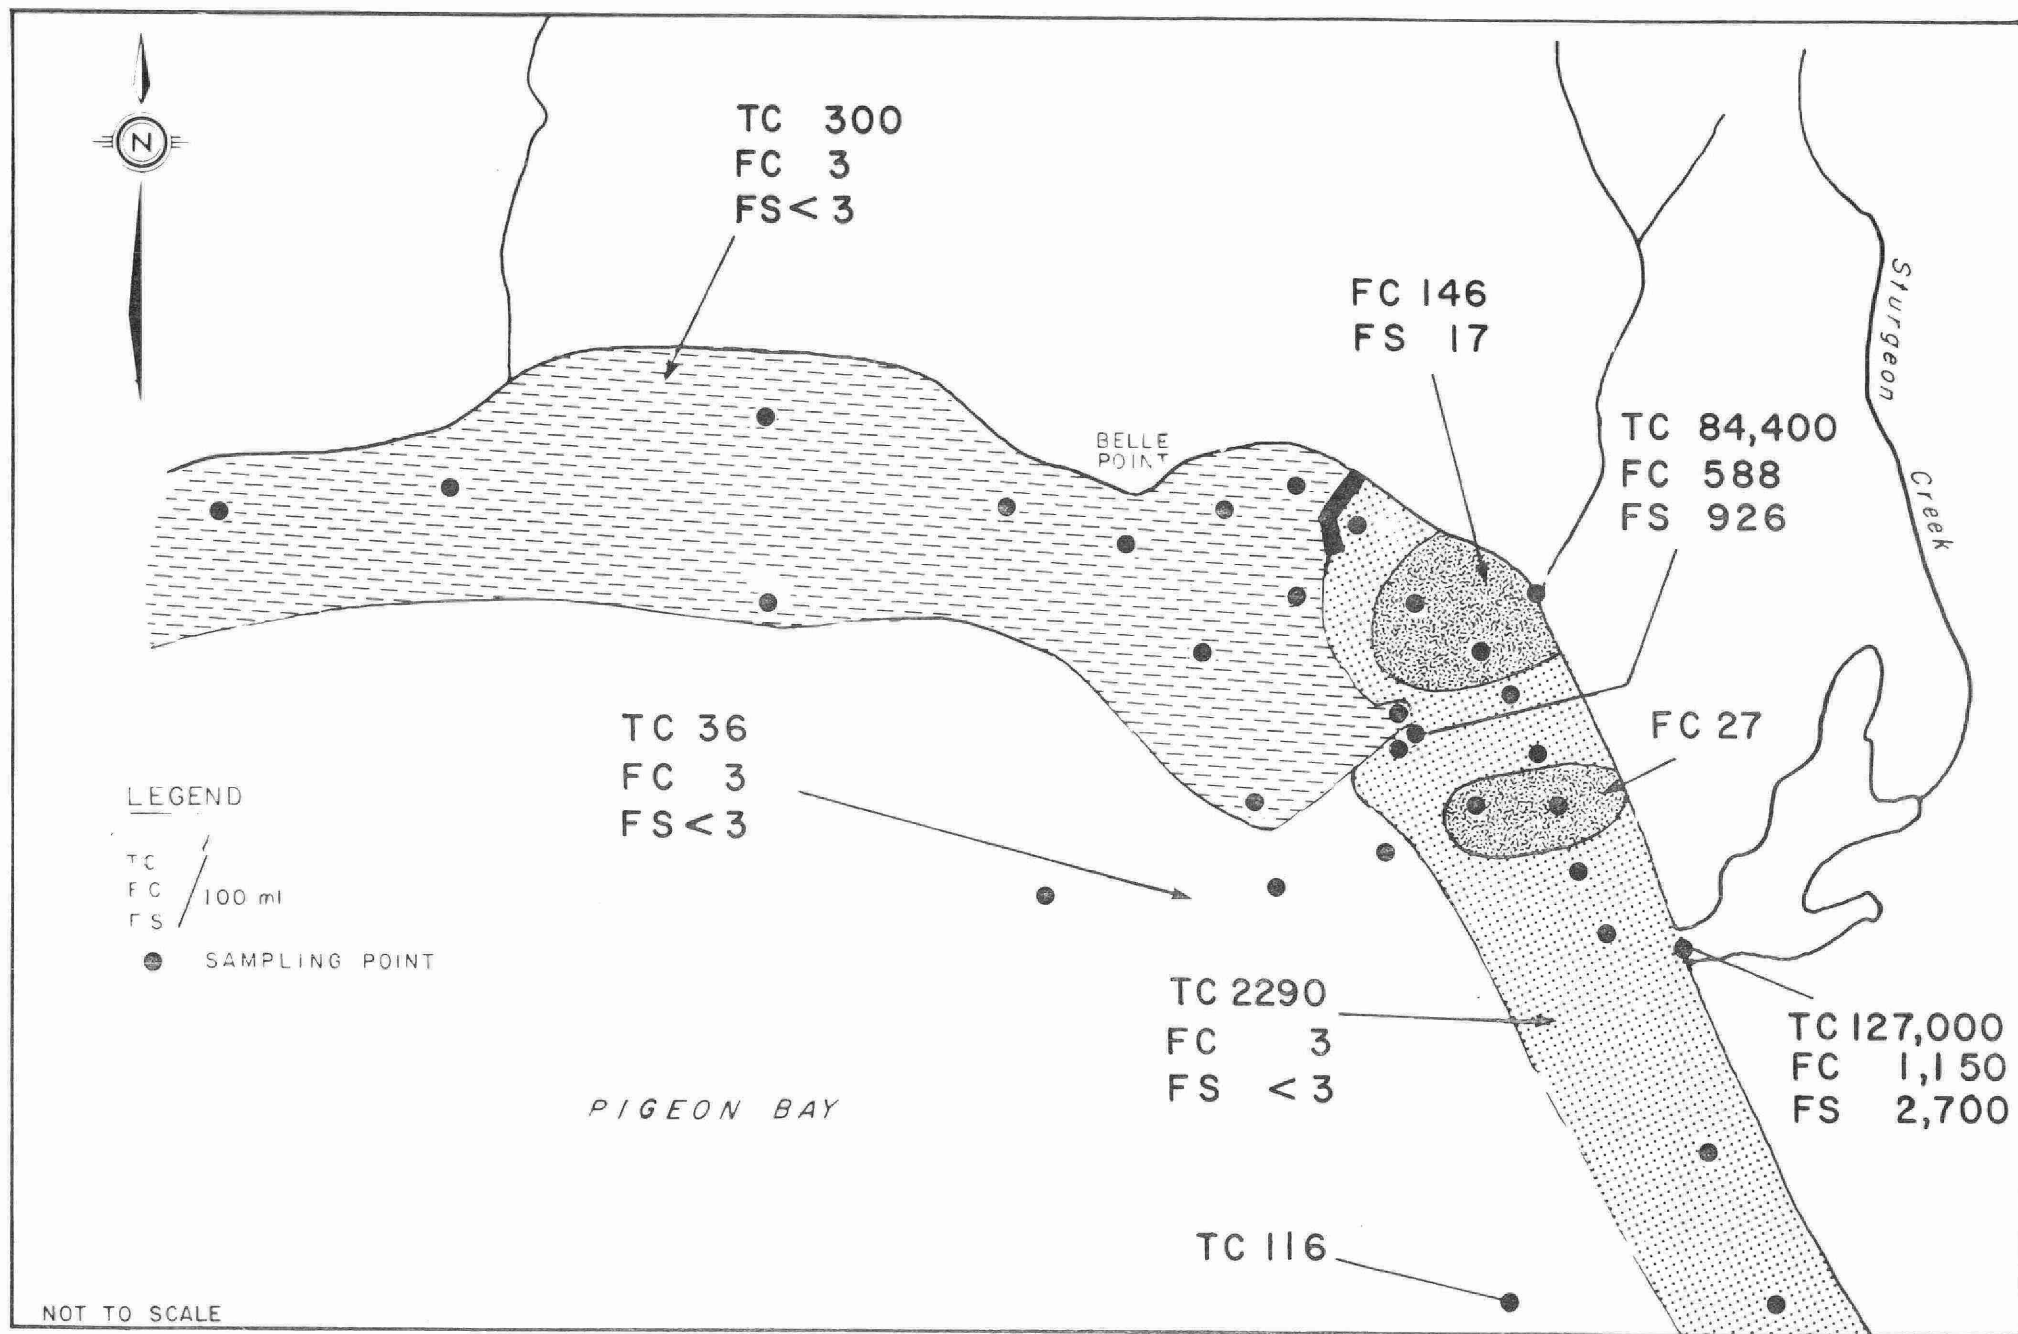 N
TC 300
FC 3
FS < 3
FC 146
FS 17
Sturgeon
Creek
TC 84,400
FC 588
FS 926
BELLE
POINT
TC 36
FC 3
FS < 3
FC 27
LEGEND
TC
FC
FS
/ 100 ml
SAMPLING POINT
TC 2290
FC 3
FS < 3
TC 127,000
FC 1,150
FS 2,700
PIGEON BAY
TC 116
NOT TO SCALE